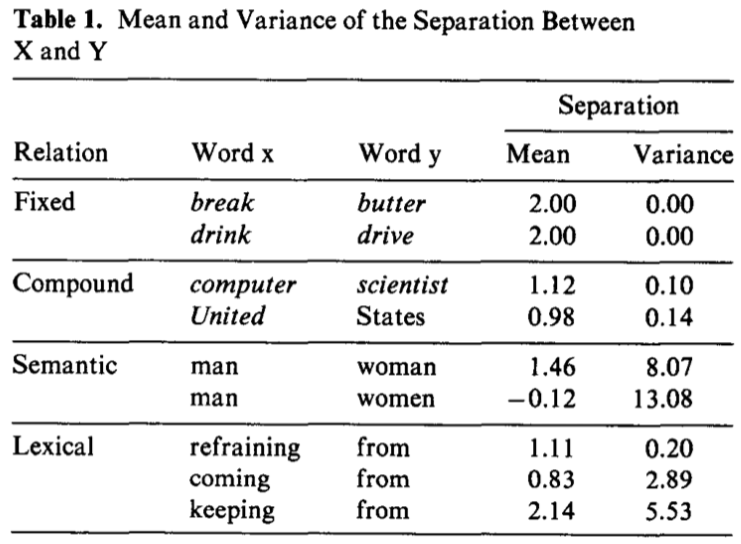 Table 1. Mean and Variance of the Separation Between
X and Y
Separation
Relation Word x Word y Mean Variance
Fixed break butter 2.00 0.00
drink drive 2.00 0.00
Compound computer scientist 1.12 0.10
United States 0.98 0.14
Semantic man woman 1.46 8.07
man women −0.12 13.08
Lexical refraining from 1.11 0.20
coming from 0.83 2.89
keeping from 2.14 5.53